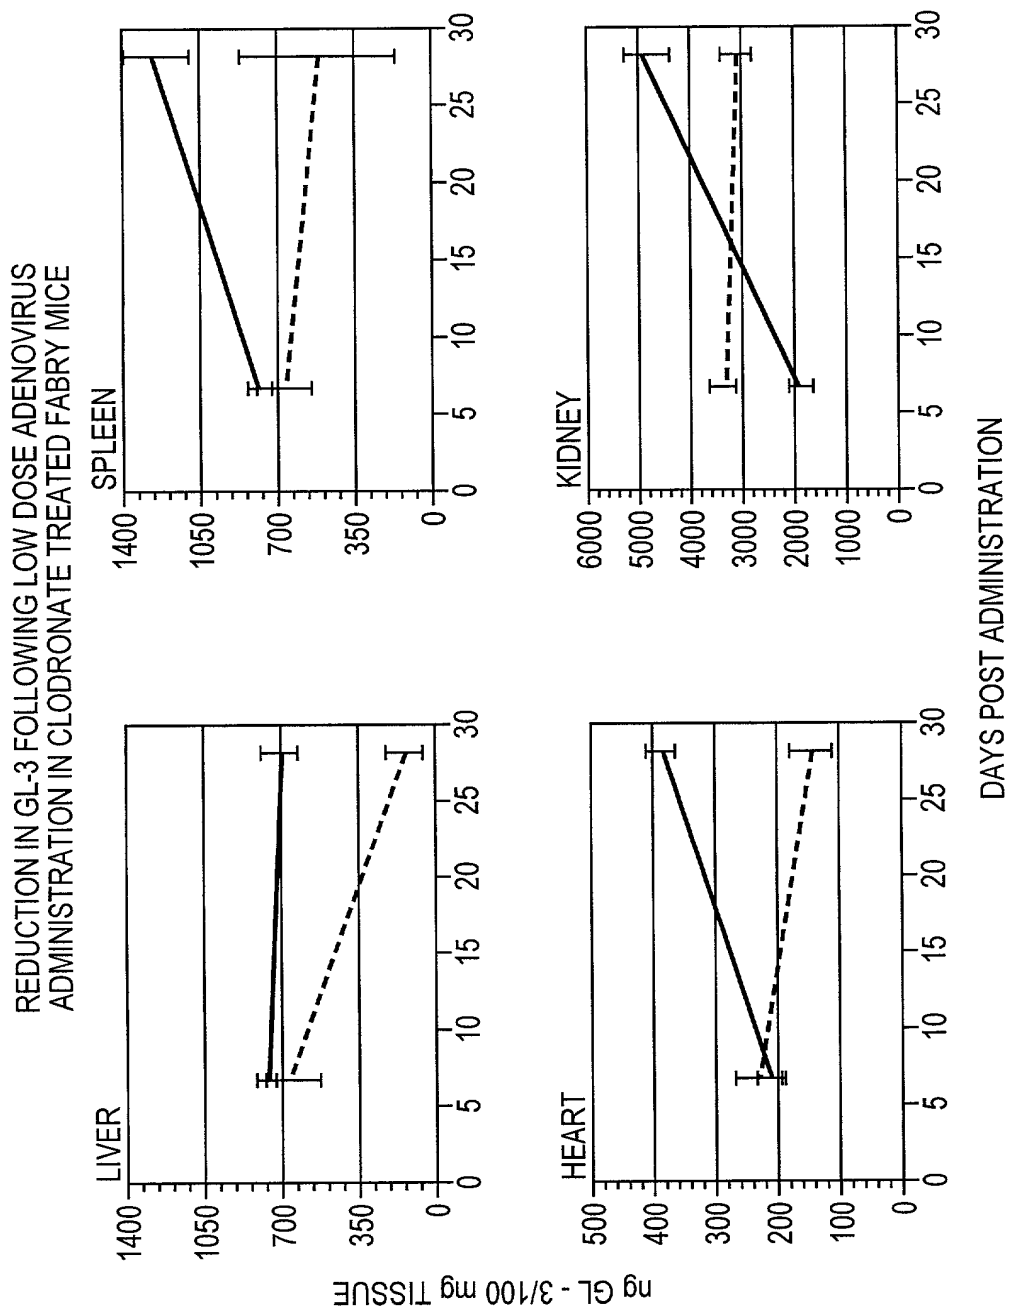 REDUCTION IN GL-3 FOLLOWING LOW DOSE ADENOVIRUS
ADMINISTRATION IN CLODRONATE TREATED FABRY MICE
LIVER
1400
1050
700
350
0
0 5 10 15 20 25 30
SPLEEN
1400
1050
700
350
0
0 5 10 15 20 25 30
HEART
500
400
300
200
100
0
0 5 10 15 20 25 30
KIDNEY
6000
5000
4000
3000
2000
1000
0
0 5 10 15 20 25 30
ng GL - 3/100 mg TISSUE
DAYS POST ADMINISTRATION